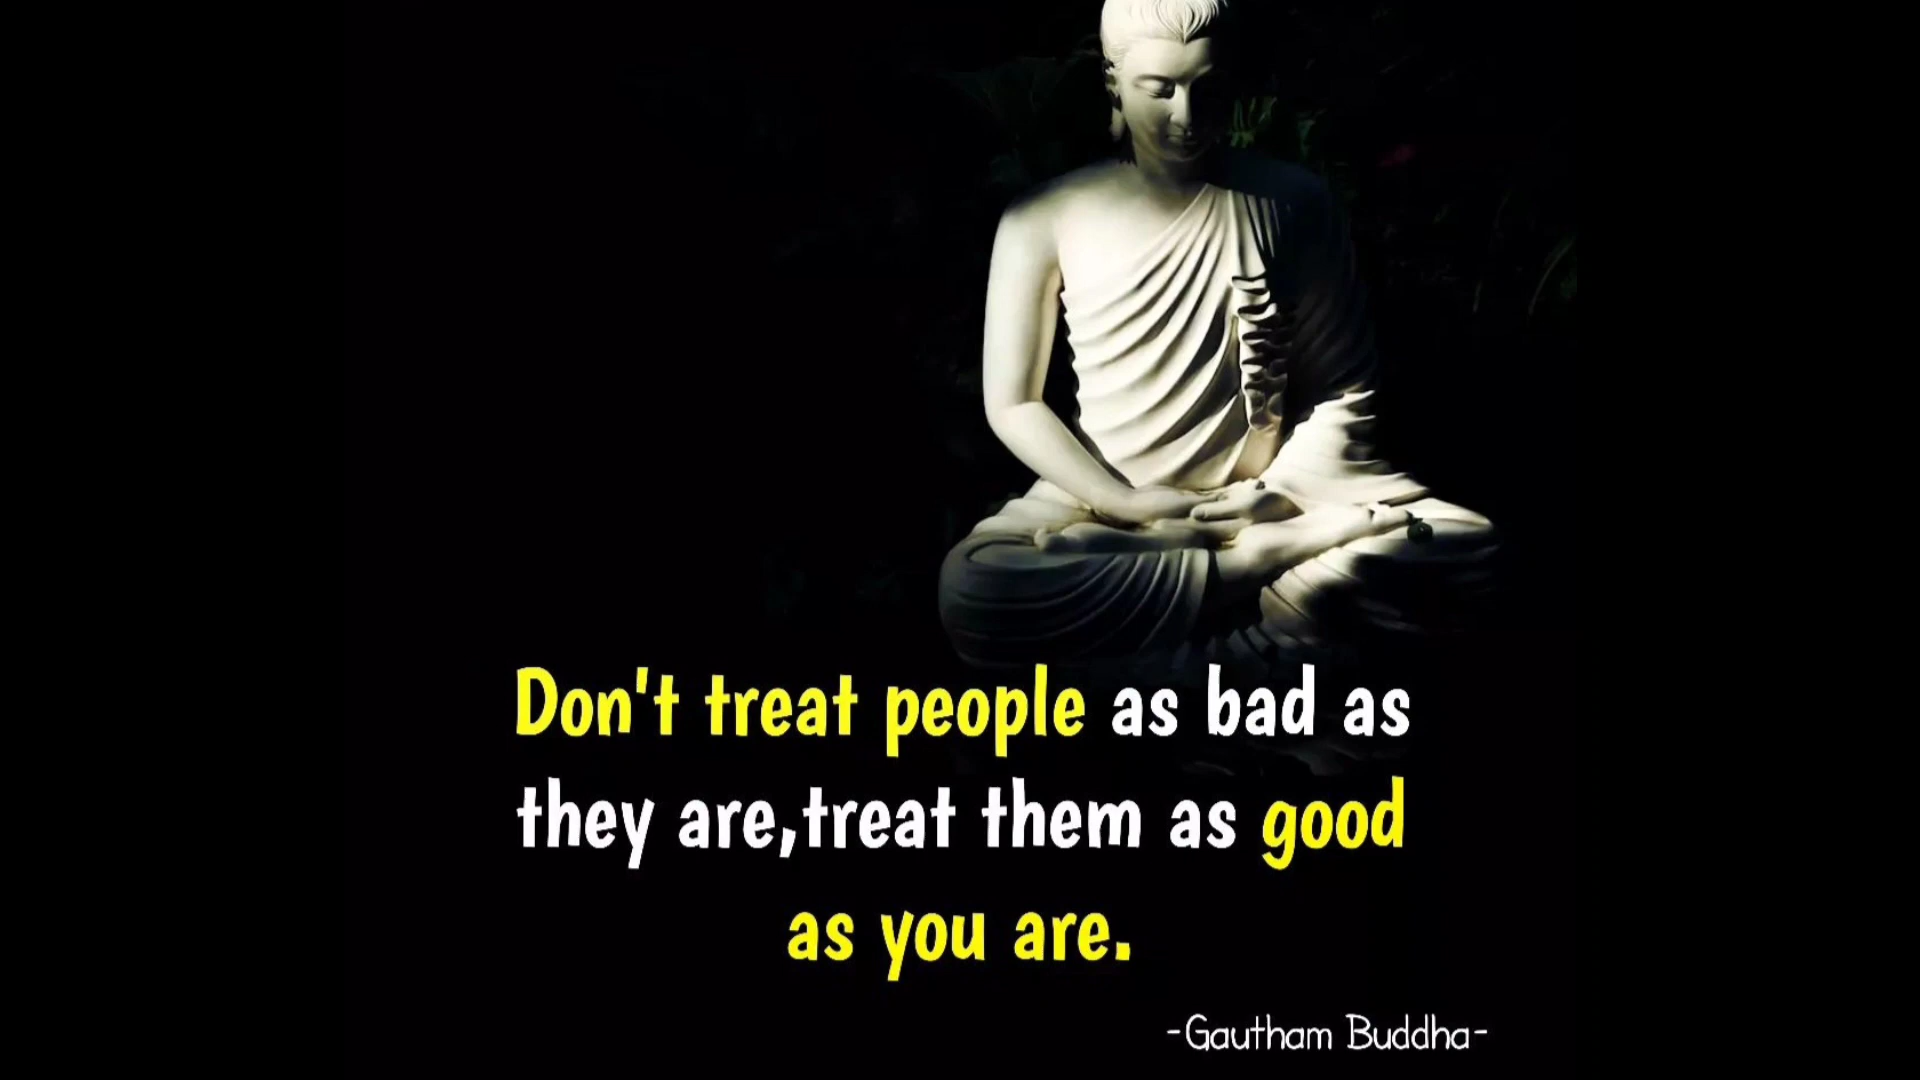 Don't treat people as bad as
they are,treat them as good
as you are.
-Gautham Buddha-